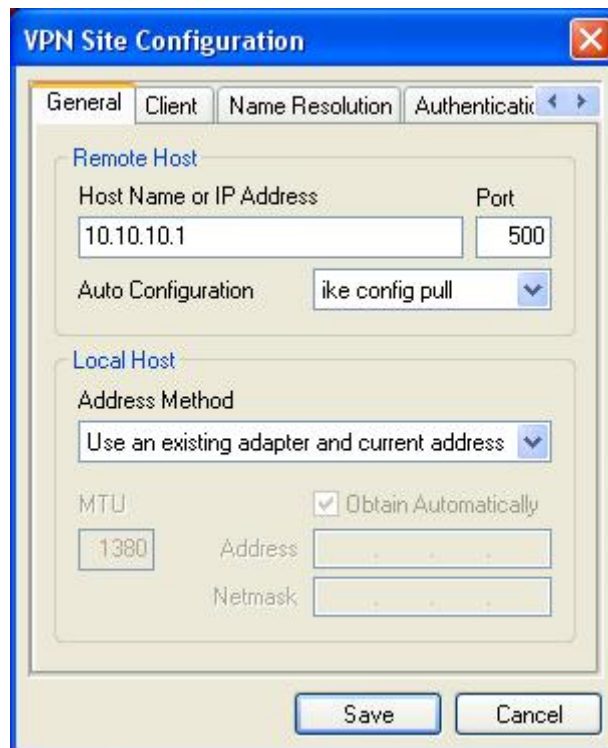 VPN Site Configuration
General Client Name Resolution
Remote Host
Host Name or IP Address Port
10.10.10.1 500
Auto Configuration ike config pull
Local Host
Address Method
Use an existing adapter and current address
MTU Obtain Automatically
1380 Address . . .
Netmask . . .
Save Cancel